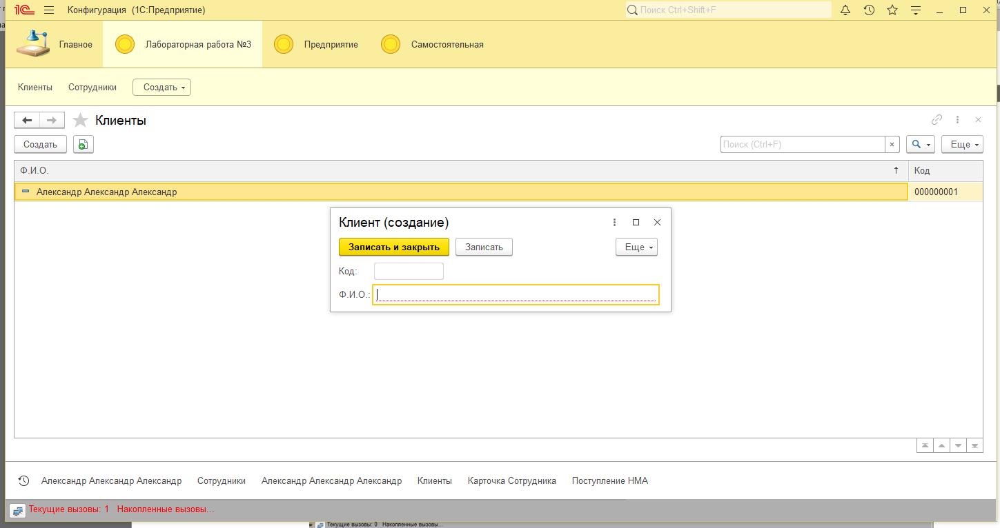 Конфигурация (1С:Предприятие)
Поиск Ctrl+Shift+F
Главное
Лабораторная работа №3
Предприятие
Самостоятельная
Клиенты Сотрудники Создать
Клиенты
Создать
Поиск (Ctrl+F)
×
Еще
Ф.И.О. ↑ Код
Александр Александр Александр 000000001
Клиент (создание)
Записать и закрыть Записать Еще
Код:
Ф.И.О.:
Александр Александр Александр Сотрудники Александр Александр Александр Клиенты Карточка Сотрудника Поступление НМА
Текущие вызовы: 1 Накопленные вызовы...
Текущие вызовы: 0 Накопленные вызовы...